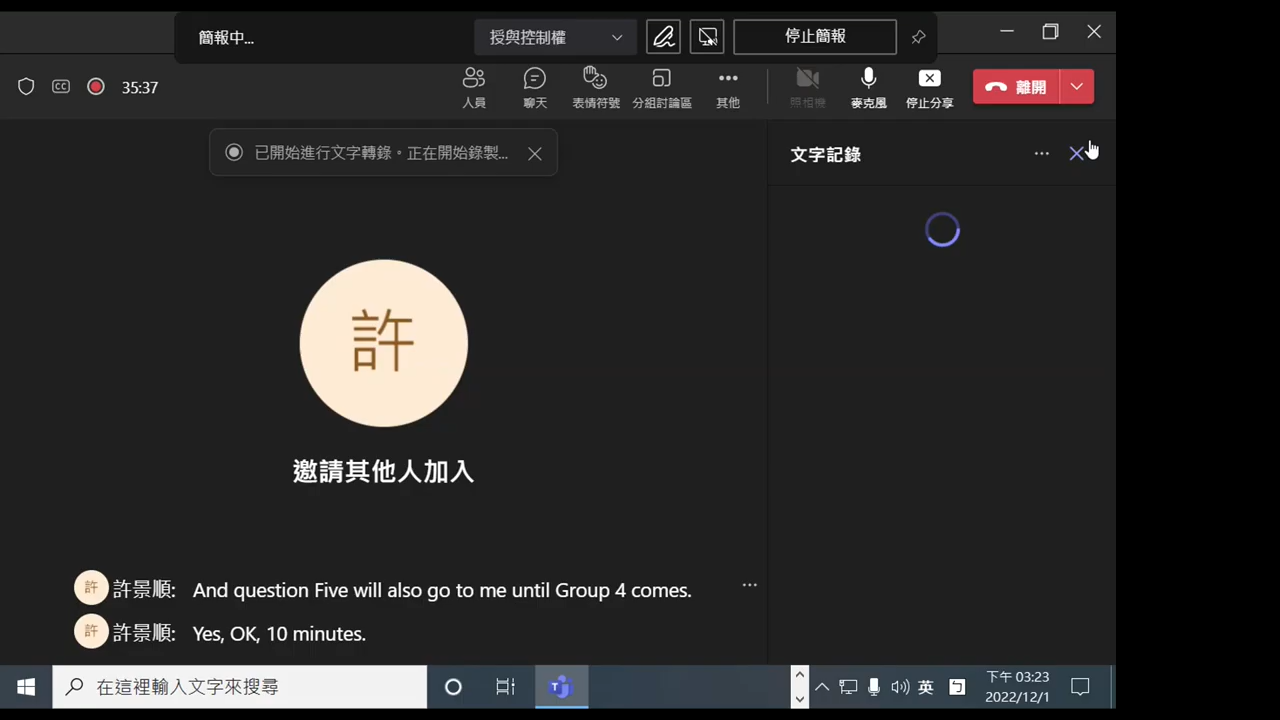 簡報中...
授與控制權
停止簡報
CC
35:37
人員
聊天
表情符號
分組討論區
其他
照相機
麥克風
停止分享
離開
已開始進行文字轉錄。正在開始錄製...
文字記錄
許
邀請其他人加入
許 許景順: And question Five will also go to me until Group 4 comes.
許 許景順: Yes, OK, 10 minutes.
在這裡輸入文字來搜尋
英
ㄅ
下午 03:23
2022/12/1